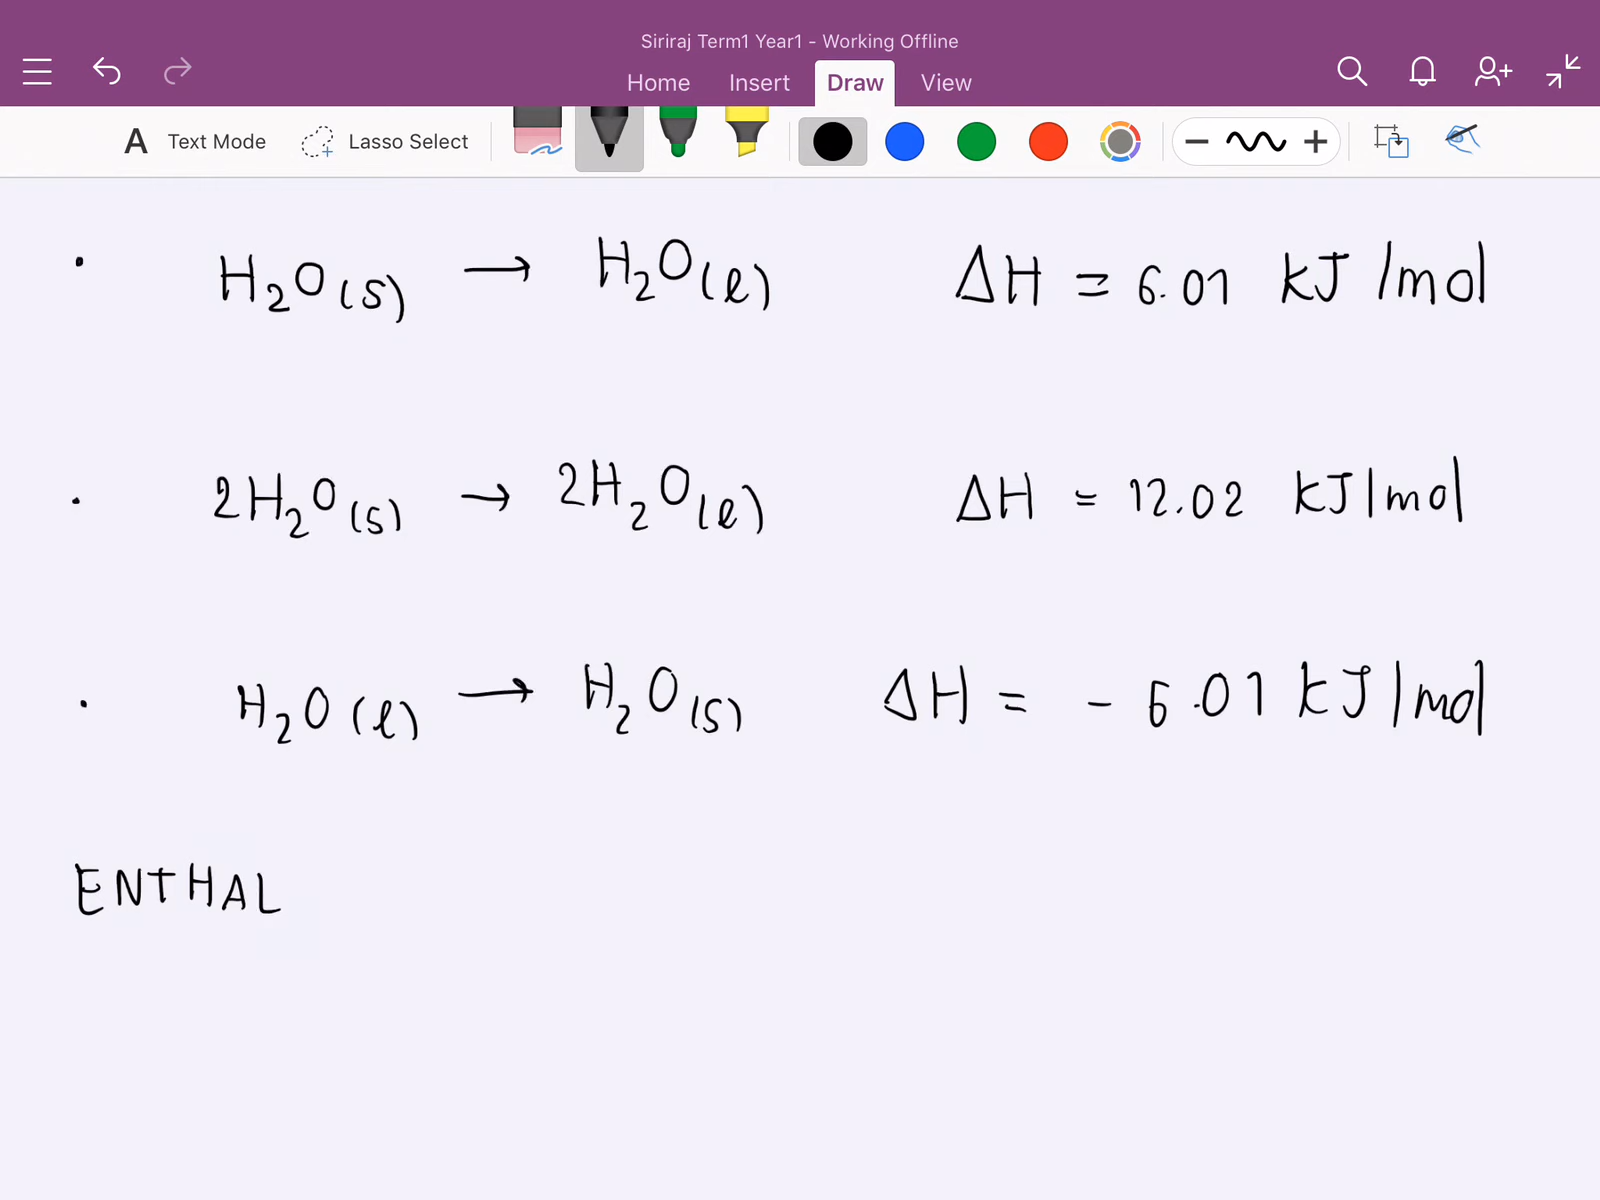 Siriraj Term1 Year1 - Working Offline
Home Insert Draw View
A Text Mode Lasso Select
· H₂O(s) → H₂O(l) ΔH = 6.01 kJ/mol
· 2H₂O(s) → 2H₂O(l) ΔH = 12.02 kJ/mol
· H₂O(l) → H₂O(s) ΔH = - 6.01 kJ/mol
ENTHAL